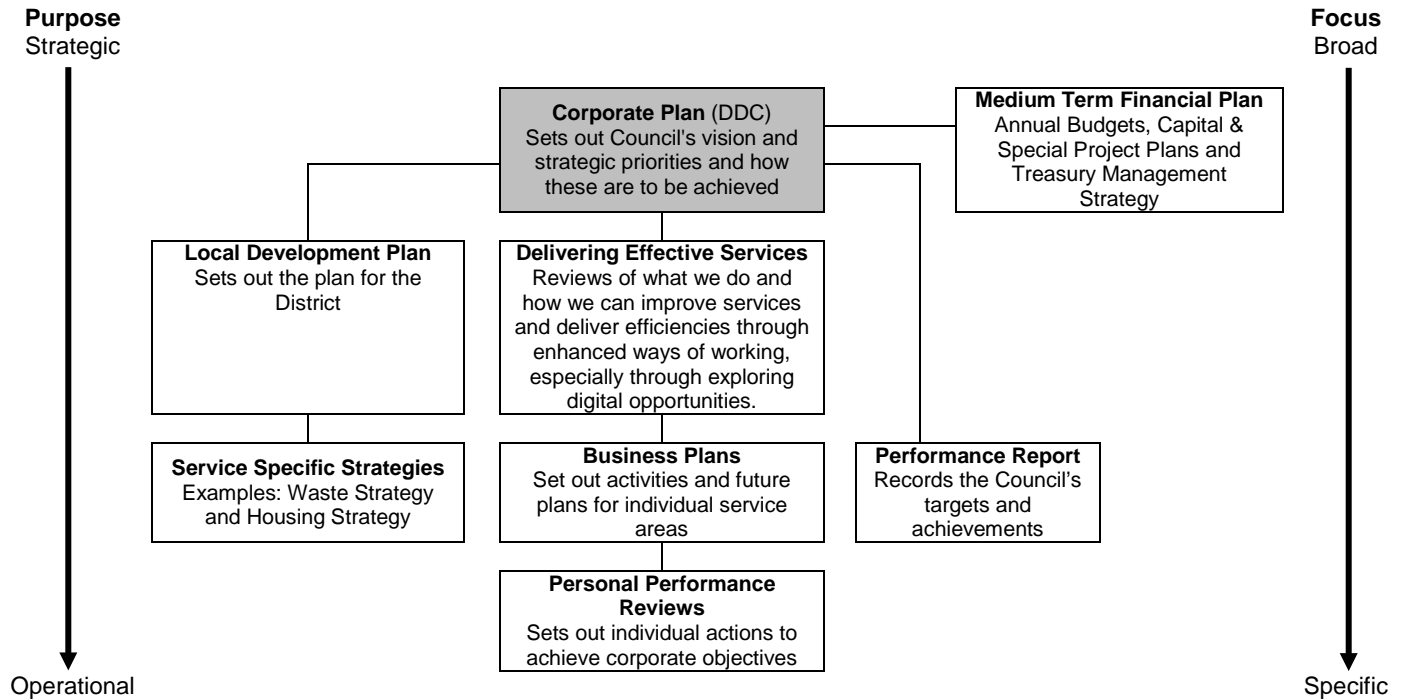 Purpose
Strategic
Focus
Broad
Corporate Plan (DDC)
Sets out Council's vision and
strategic priorities and how
these are to be achieved
Medium Term Financial Plan
Annual Budgets, Capital &
Special Project Plans and
Treasury Management
Strategy
Local Development Plan
Sets out the plan for the
District
Delivering Effective Services
Reviews of what we do and
how we can improve services
and deliver efficiencies through
enhanced ways of working,
especially through exploring
digital opportunities.
Service Specific Strategies
Examples: Waste Strategy
and Housing Strategy
Business Plans
Set out activities and future
plans for individual service
areas
Performance Report
Records the Council’s
targets and
achievements
Personal Performance
Reviews
Sets out individual actions to
achieve corporate objectives
Operational
Specific